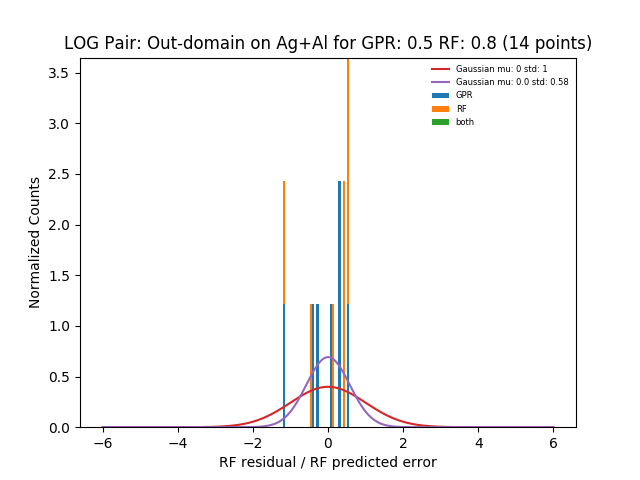 LOG Pair: Out-domain on Ag+Al for GPR: 0.5 RF: 0.8 (14 points)
Gaussian mu: 0 std: 1
Gaussian mu: 0.0 std: 0.58
GPR
RF
both
Normalized Counts
3.5
3.0
2.5
2.0
1.5
1.0
0.5
0.0
−6 −4 −2 0 2 4 6
RF residual / RF predicted error